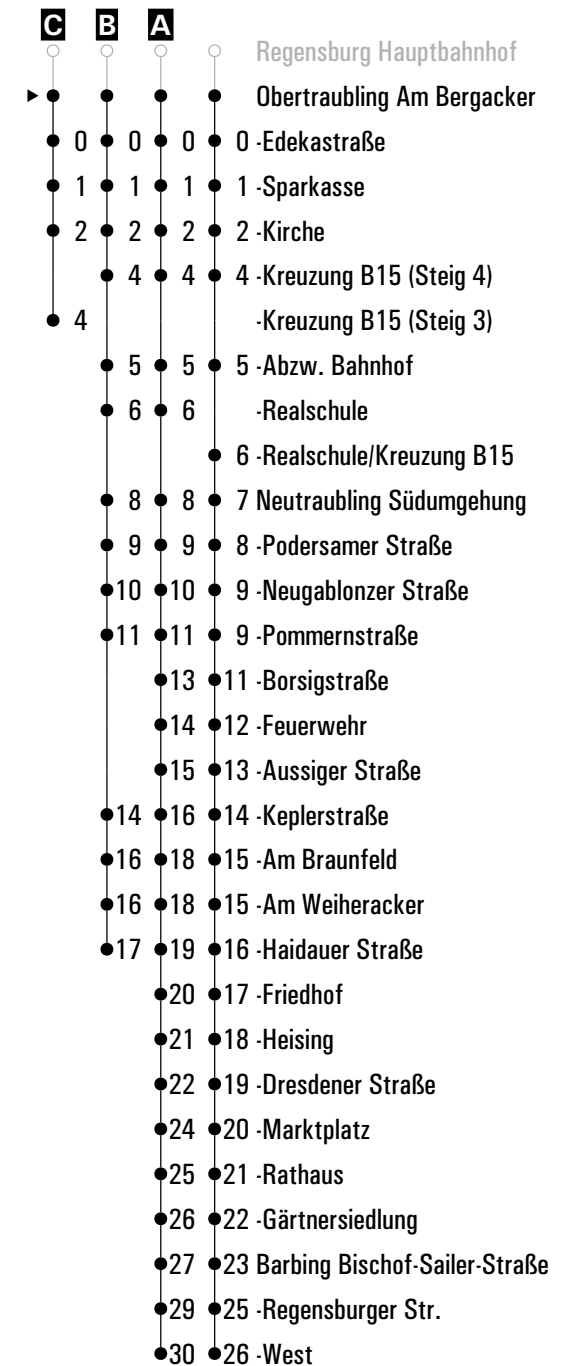 C B A
Regensburg Hauptbahnhof
Obertraubling Am Bergacker
0 0 0 0 -Edekastraße
1 1 1 1 -Sparkasse
2 2 2 2 -Kirche
4 4 4 -Kreuzung B15 (Steig 4)
4 -Kreuzung B15 (Steig 3)
5 5 5 -Abzw. Bahnhof
6 6 -Realschule
6 -Realschule/Kreuzung B15
8 8 7 Neutraubling Südumgehung
9 9 8 -Podersamer Straße
10 10 9 -Neugablonzer Straße
11 11 9 -Pommernstraße
13 11 -Borsigstraße
14 12 -Feuerwehr
15 13 -Aussiger Straße
14 16 14 -Keplerstraße
16 18 15 -Am Braunfeld
16 18 15 -Am Weiheracker
17 19 16 -Haidauer Straße
20 17 -Friedhof
21 18 -Heising
22 19 -Dresdener Straße
24 20 -Marktplatz
25 21 -Rathaus
26 22 -Gärtnersiedlung
27 23 Barbing Bischof-Sailer-Straße
29 25 -Regensburger Str.
30 26 -West